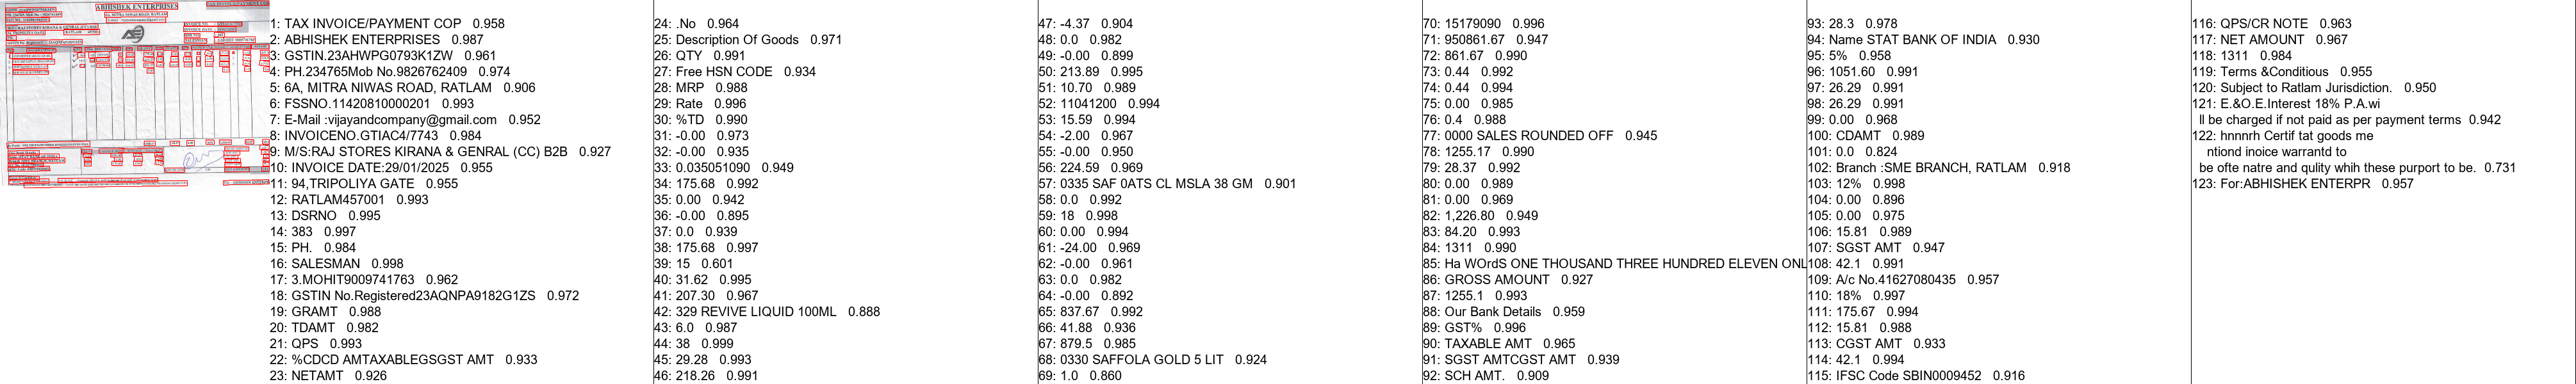 ABHISHEK ENTERPRISES
1: TAX INVOICE/PAYMENT COP 0.958
2: ABHISHEK ENTERPRISES 0.987
3: GSTIN.23AHWPG0793K1ZW 0.961
4: PH.234765Mob No.9826762409 0.974
5: 6A, MITRA NIWAS ROAD, RATLAM 0.906
6: FSSNO.11420810000201 0.993
7: E-Mail :vijayandcompany@gmail.com 0.952
8: INVOICENO.GTIAC4/7743 0.984
9: M/S:RAJ STORES KIRANA & GENRAL (CC) B2B 0.927
10: INVOICE DATE:29/01/2025 0.955
11: 94,TRIPOLIYA GATE 0.955
12: RATLAM457001 0.993
13: DSRNO 0.995
14: 383 0.997
15: PH. 0.984
16: SALESMAN 0.998
17: 3.MOHIT9009741763 0.962
18: GSTIN No.Registered23AQNPA9182G1ZS 0.972
19: GRAMT 0.988
20: TDAMT 0.982
21: QPS 0.993
22: %CDCD AMTAXABLEGSGST AMT 0.933
23: NETAMT 0.926
24: .No 0.964
25: Description Of Goods 0.971
26: QTY 0.991
27: Free HSN CODE 0.934
28: MRP 0.988
29: Rate 0.996
30: %TD 0.990
31: -0.00 0.973
32: -0.00 0.935
33: 0.035051090 0.949
34: 175.68 0.992
35: 0.00 0.942
36: -0.00 0.895
37: 0.0 0.939
38: 175.68 0.997
39: 15 0.601
40: 31.62 0.995
41: 207.30 0.967
42: 329 REVIVE LIQUID 100ML 0.888
43: 6.0 0.987
44: 38 0.999
45: 29.28 0.993
46: 218.26 0.991
47: -4.37 0.904
48: 0.0 0.982
49: -0.00 0.899
50: 213.89 0.995
51: 10.70 0.989
52: 11041200 0.994
53: 15.59 0.994
54: -2.00 0.967
55: -0.00 0.950
56: 224.59 0.969
57: 0335 SAF 0ATS CL MSLA 38 GM 0.901
58: 0.0 0.992
59: 18 0.998
60: 0.00 0.994
61: -24.00 0.969
62: -0.00 0.961
63: 0.0 0.982
64: -0.00 0.892
65: 837.67 0.992
66: 41.88 0.936
67: 879.5 0.985
68: 0330 SAFFOLA GOLD 5 LIT 0.924
69: 1.0 0.860
70: 15179090 0.996
71: 950861.67 0.947
72: 861.67 0.990
73: 0.44 0.992
74: 0.44 0.994
75: 0.00 0.985
76: 0.4 0.988
77: 0000 SALES ROUNDED OFF 0.945
78: 1255.17 0.990
79: 28.37 0.992
80: 0.00 0.989
81: 0.00 0.969
82: 1,226.80 0.949
83: 84.20 0.993
84: 1311 0.990
85: Ha WOrdS ONE THOUSAND THREE HUNDRED ELEVEN ONL
86: GROSS AMOUNT 0.927
87: 1255.1 0.993
88: Our Bank Details 0.959
89: GST% 0.996
90: TAXABLE AMT 0.965
91: SGST AMTCGST AMT 0.939
92: SCH AMT. 0.909
93: 28.3 0.978
94: Name STAT BANK OF INDIA 0.930
95: 5% 0.958
96: 1051.60 0.991
97: 26.29 0.991
98: 26.29 0.991
99: 0.00 0.968
100: CDAMT 0.989
101: 0.0 0.824
102: Branch :SME BRANCH, RATLAM 0.918
103: 12% 0.998
104: 0.00 0.896
105: 0.00 0.975
106: 15.81 0.989
107: SGST AMT 0.947
108: 42.1 0.991
109: A/c No.41627080435 0.957
110: 18% 0.997
111: 175.67 0.994
112: 15.81 0.988
113: CGST AMT 0.933
114: 42.1 0.994
115: IFSC Code SBIN0009452 0.916
116: QPS/CR NOTE 0.963
117: NET AMOUNT 0.967
118: 1311 0.984
119: Terms &Conditious 0.955
120: Subject to Ratlam Jurisdiction. 0.950
121: E.&O.E.Interest 18% P.A.wi
ll be charged if not paid as per payment terms 0.942
122: hnnnrh Certif tat goods me
ntiond inoice warrantd to
be ofte natre and qulity whih these purport to be. 0.731
123: For:ABHISHEK ENTERPR 0.957